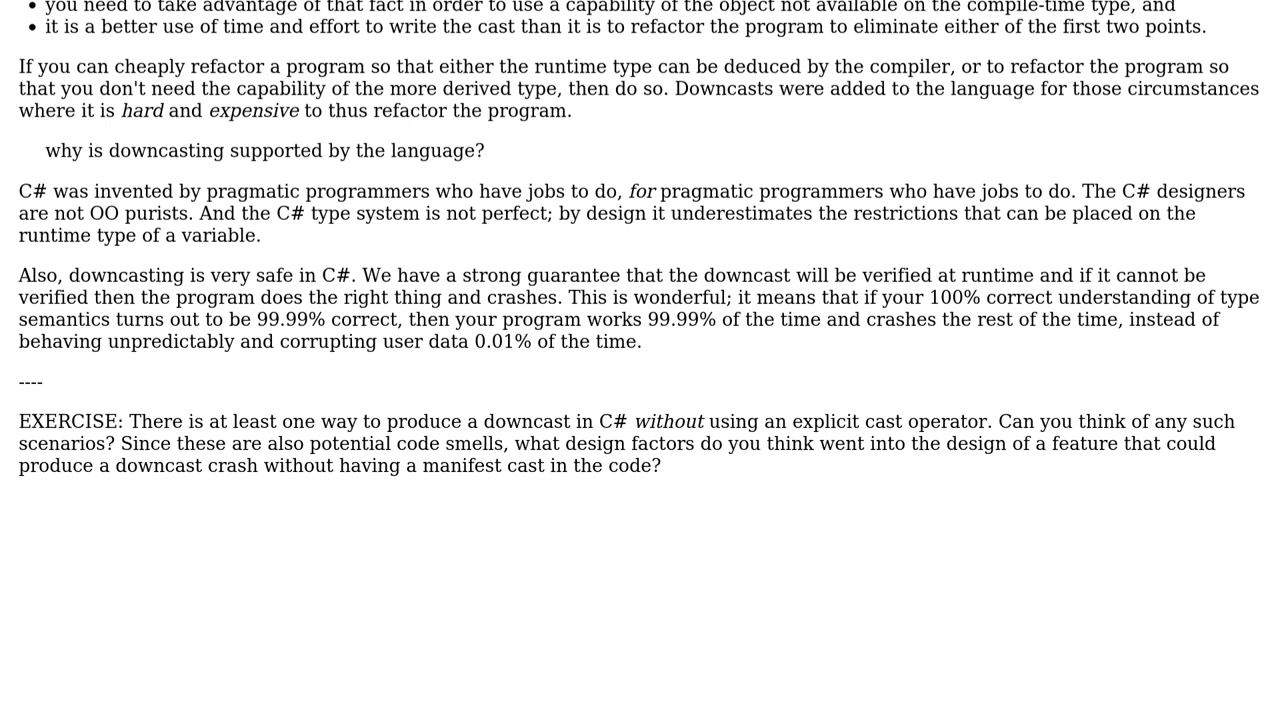 • you need to take advantage of that fact in order to use a capability of the object not available on the compile-time type, and
• it is a better use of time and effort to write the cast than it is to refactor the program to eliminate either of the first two points.
If you can cheaply refactor a program so that either the runtime type can be deduced by the compiler, or to refactor the program so
that you don't need the capability of the more derived type, then do so. Downcasts were added to the language for those circumstances
where it is hard and expensive to thus refactor the program.
why is downcasting supported by the language?
C# was invented by pragmatic programmers who have jobs to do, for pragmatic programmers who have jobs to do. The C# designers
are not OO purists. And the C# type system is not perfect; by design it underestimates the restrictions that can be placed on the
runtime type of a variable.
Also, downcasting is very safe in C#. We have a strong guarantee that the downcast will be verified at runtime and if it cannot be
verified then the program does the right thing and crashes. This is wonderful; it means that if your 100% correct understanding of type
semantics turns out to be 99.99% correct, then your program works 99.99% of the time and crashes the rest of the time, instead of
behaving unpredictably and corrupting user data 0.01% of the time.
----
EXERCISE: There is at least one way to produce a downcast in C# without using an explicit cast operator. Can you think of any such
scenarios? Since these are also potential code smells, what design factors do you think went into the design of a feature that could
produce a downcast crash without having a manifest cast in the code?